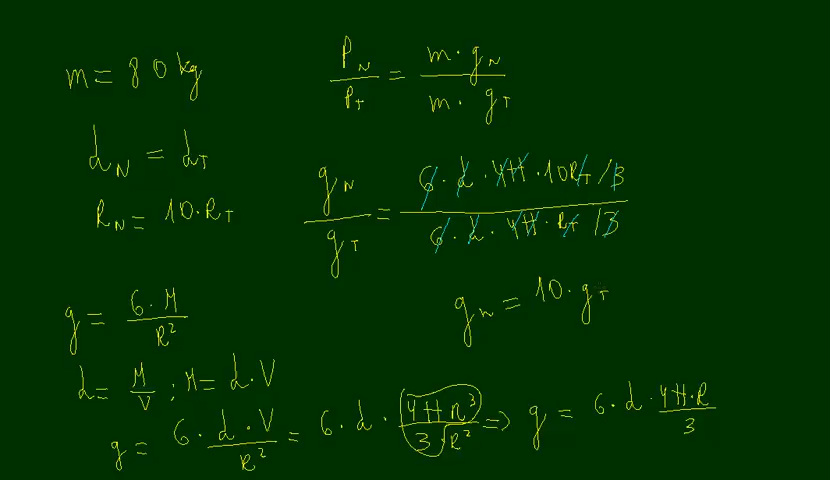 m = 80 kg
P_N / P_T = m · g_N / m · g_T
d_N = d_T
R_N = 10 · R_T
g_N / g_T = G · d · 4π · 10R_T / 3 / G · d · 4π · R_T / 3
g = G · M / R²
g_N = 10 · g_T
d = M / V ; M = d · V
g = G · d · V / R² = G · d · 4πR³ / 3 R² => g = G · d · 4π · R / 3